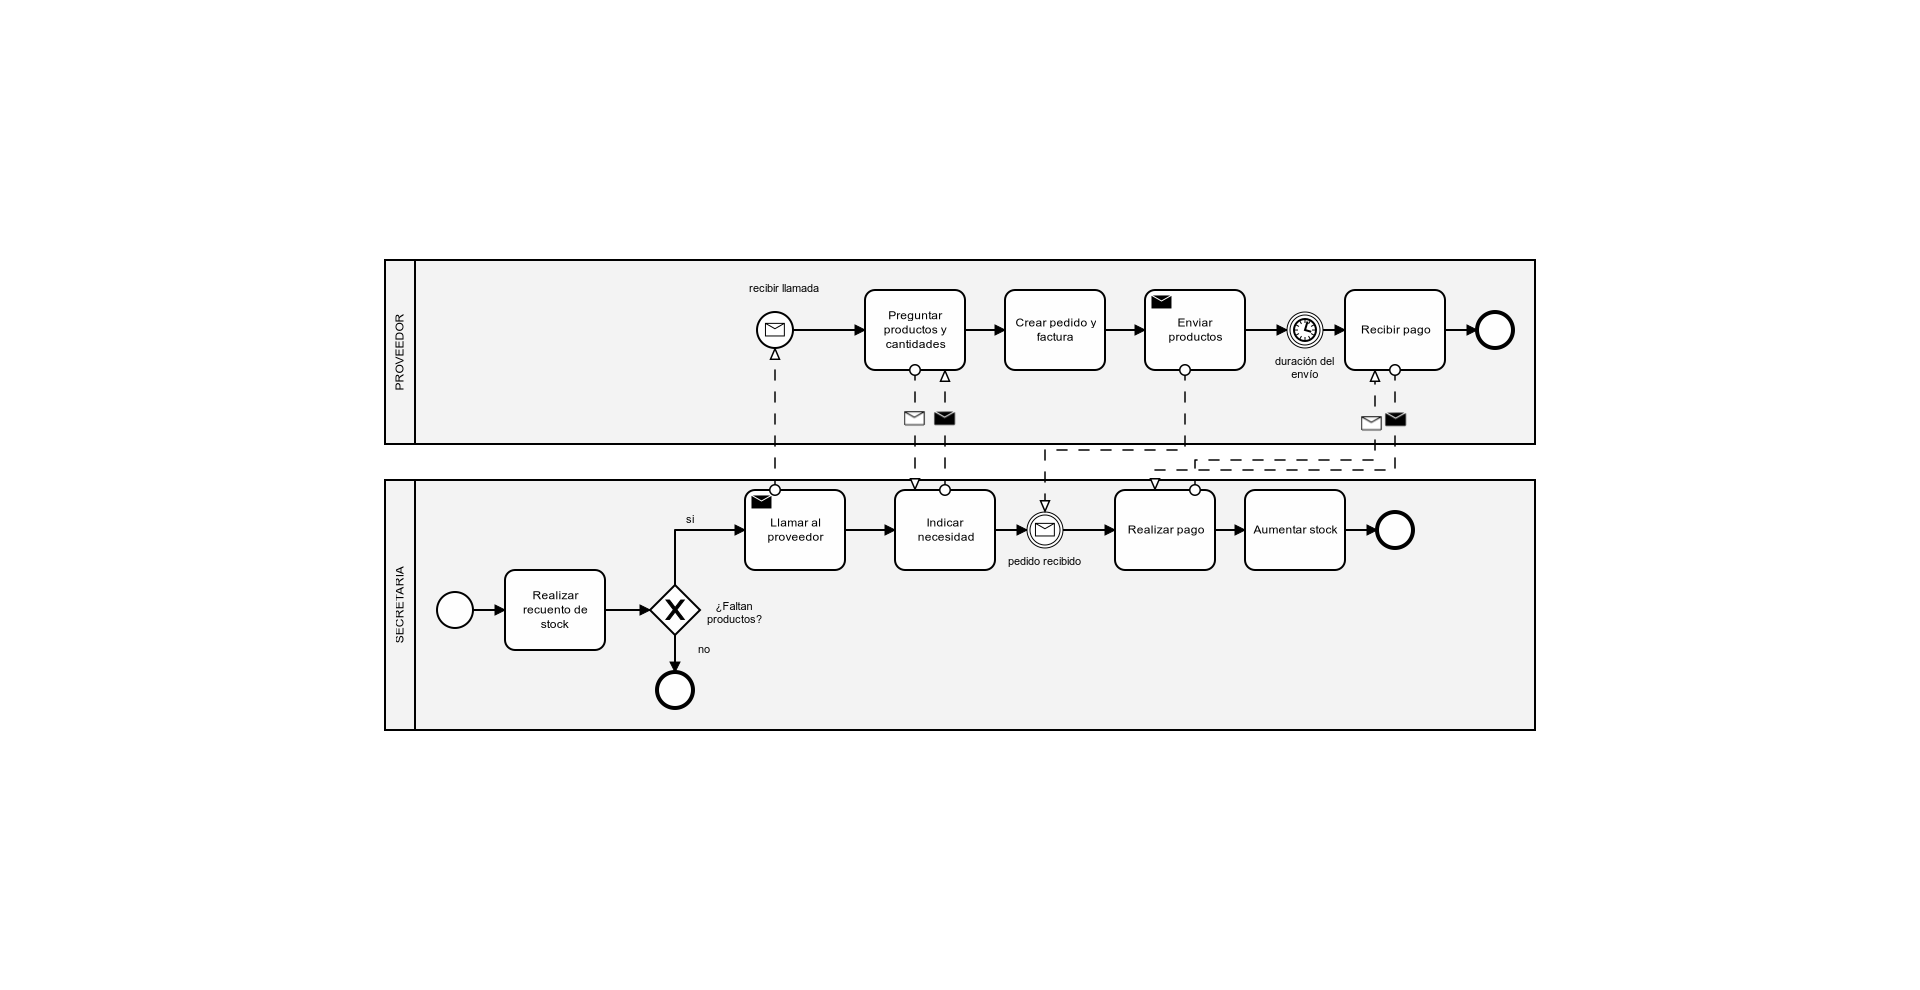 PROVEEDOR
recibir llamada
Preguntar
productos y
cantidades
Crear pedido y
factura
Enviar
productos
duración del
envío
Recibir pago
SECRETARIA
Realizar
recuento de
stock
¿Faltan
productos?
si
no
Llamar al
proveedor
Indicar
necesidad
pedido recibido
Realizar pago
Aumentar stock